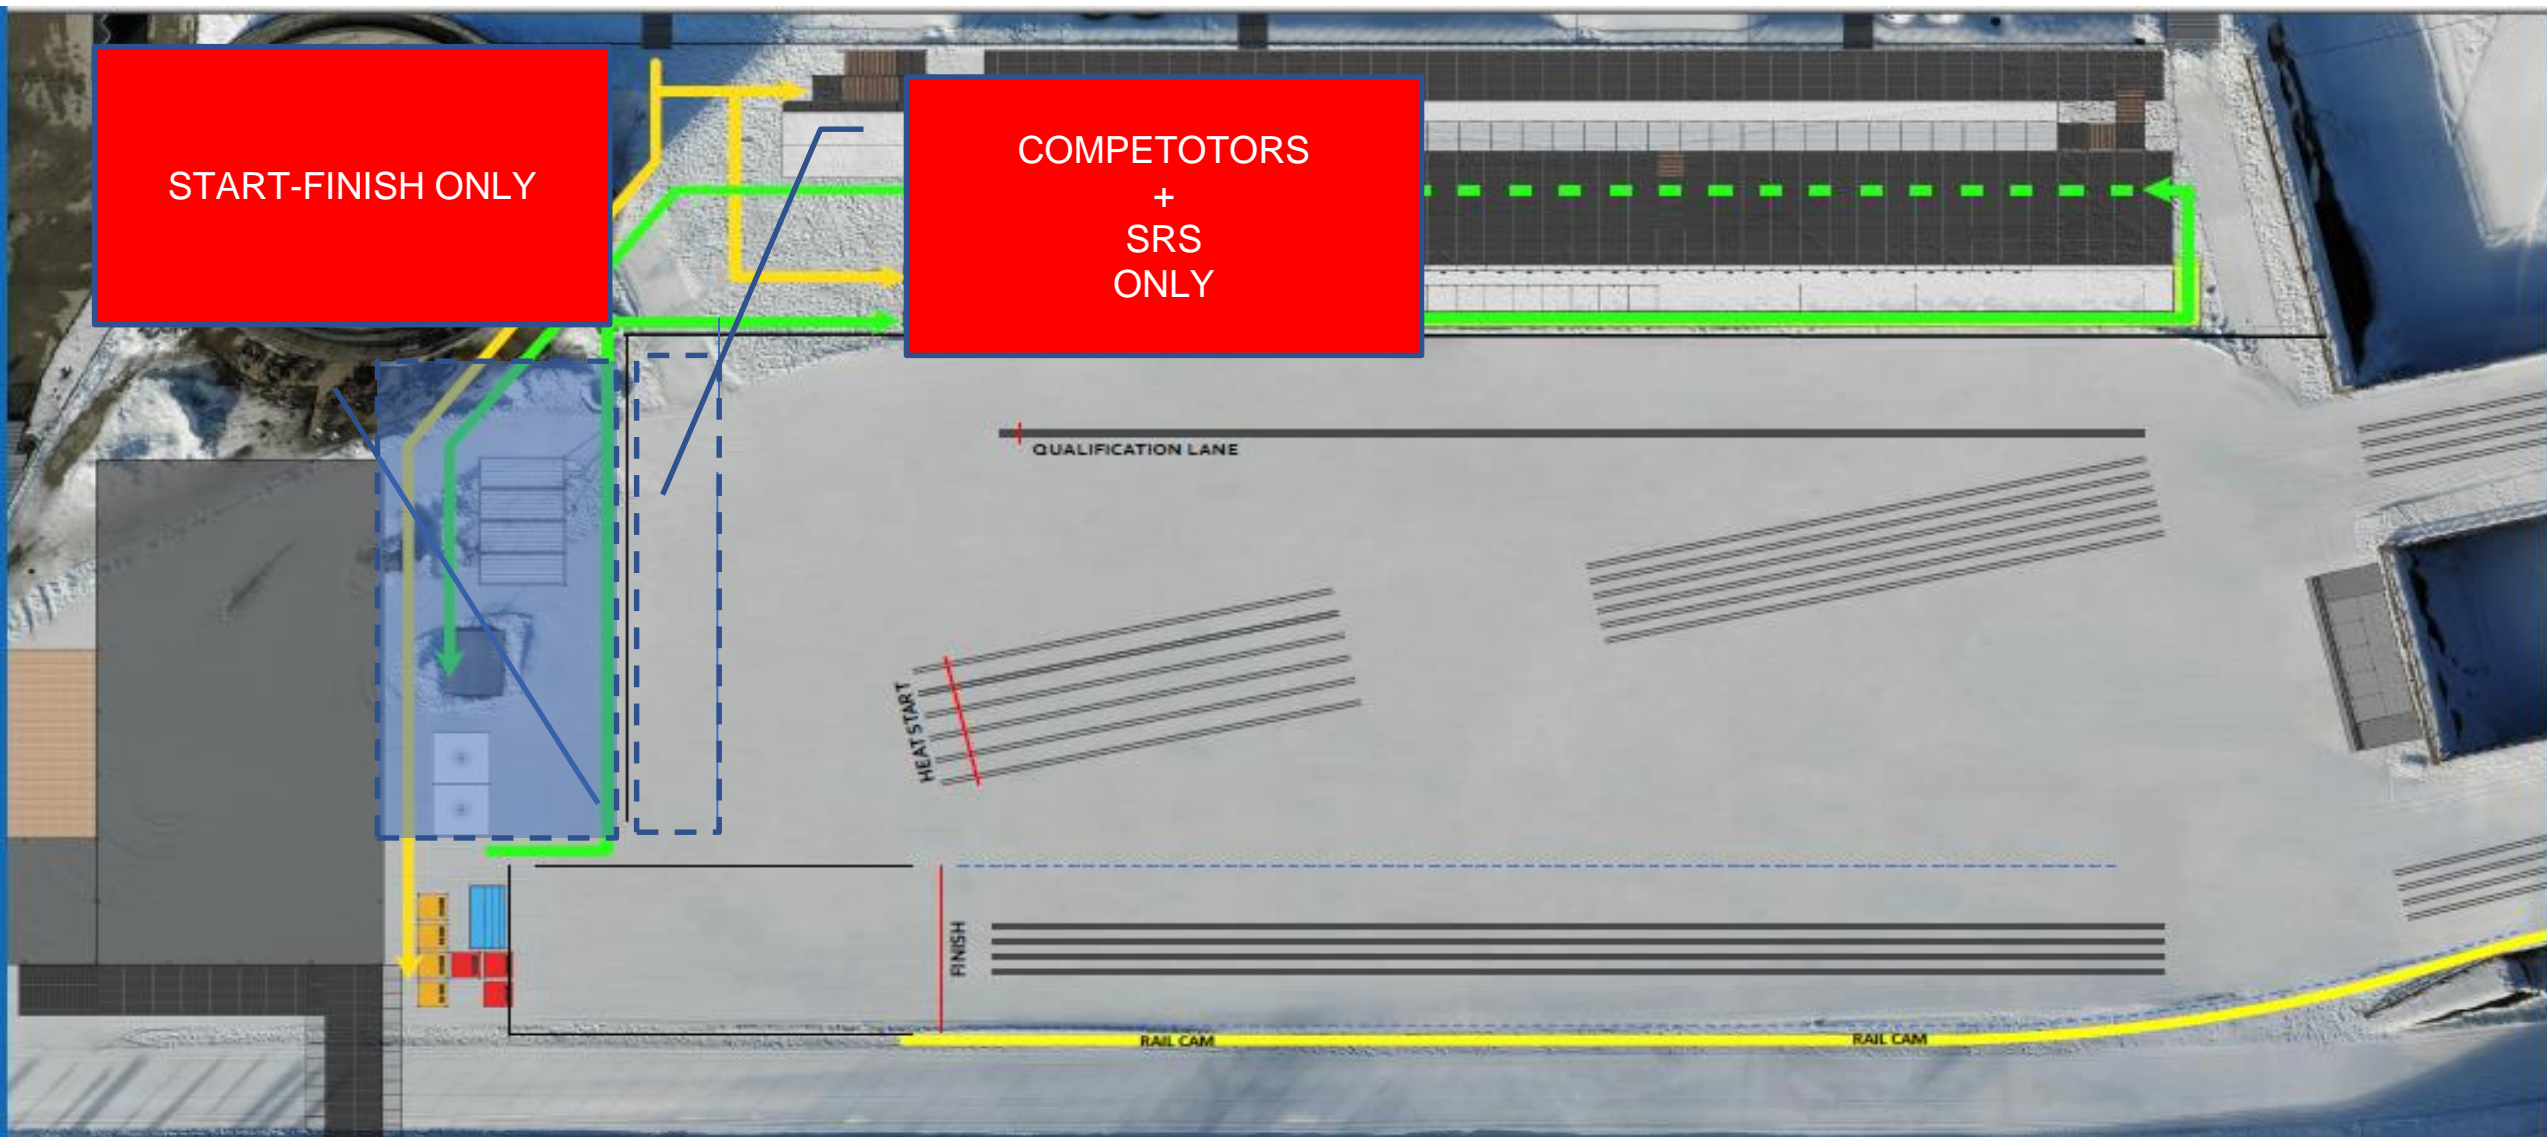 START-FINISH ONLY
COMPETOTORS
+
SRS
ONLY
QUALIFICATION LANE
HEAT START
FINISH
RAIL CAM
RAIL CAM